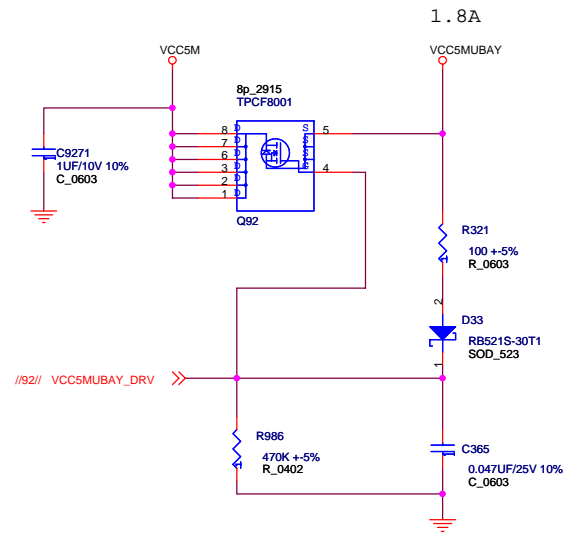 1.8A
VCC5M
VCC5MUBAY
8p_2915
TPCF8001
8 D
7 D
6 D
3 D
2 D
1 D
S 5
S
G 4
Q92
C9271
1UF/10V 10%
C_0603
R321
100 +-5%
R_0603
2
D33
RB521S-30T1
SOD_523
1
//92// VCC5MUBAY_DRV
R986
470K +-5%
R_0402
C365
0.047UF/25V 10%
C_0603